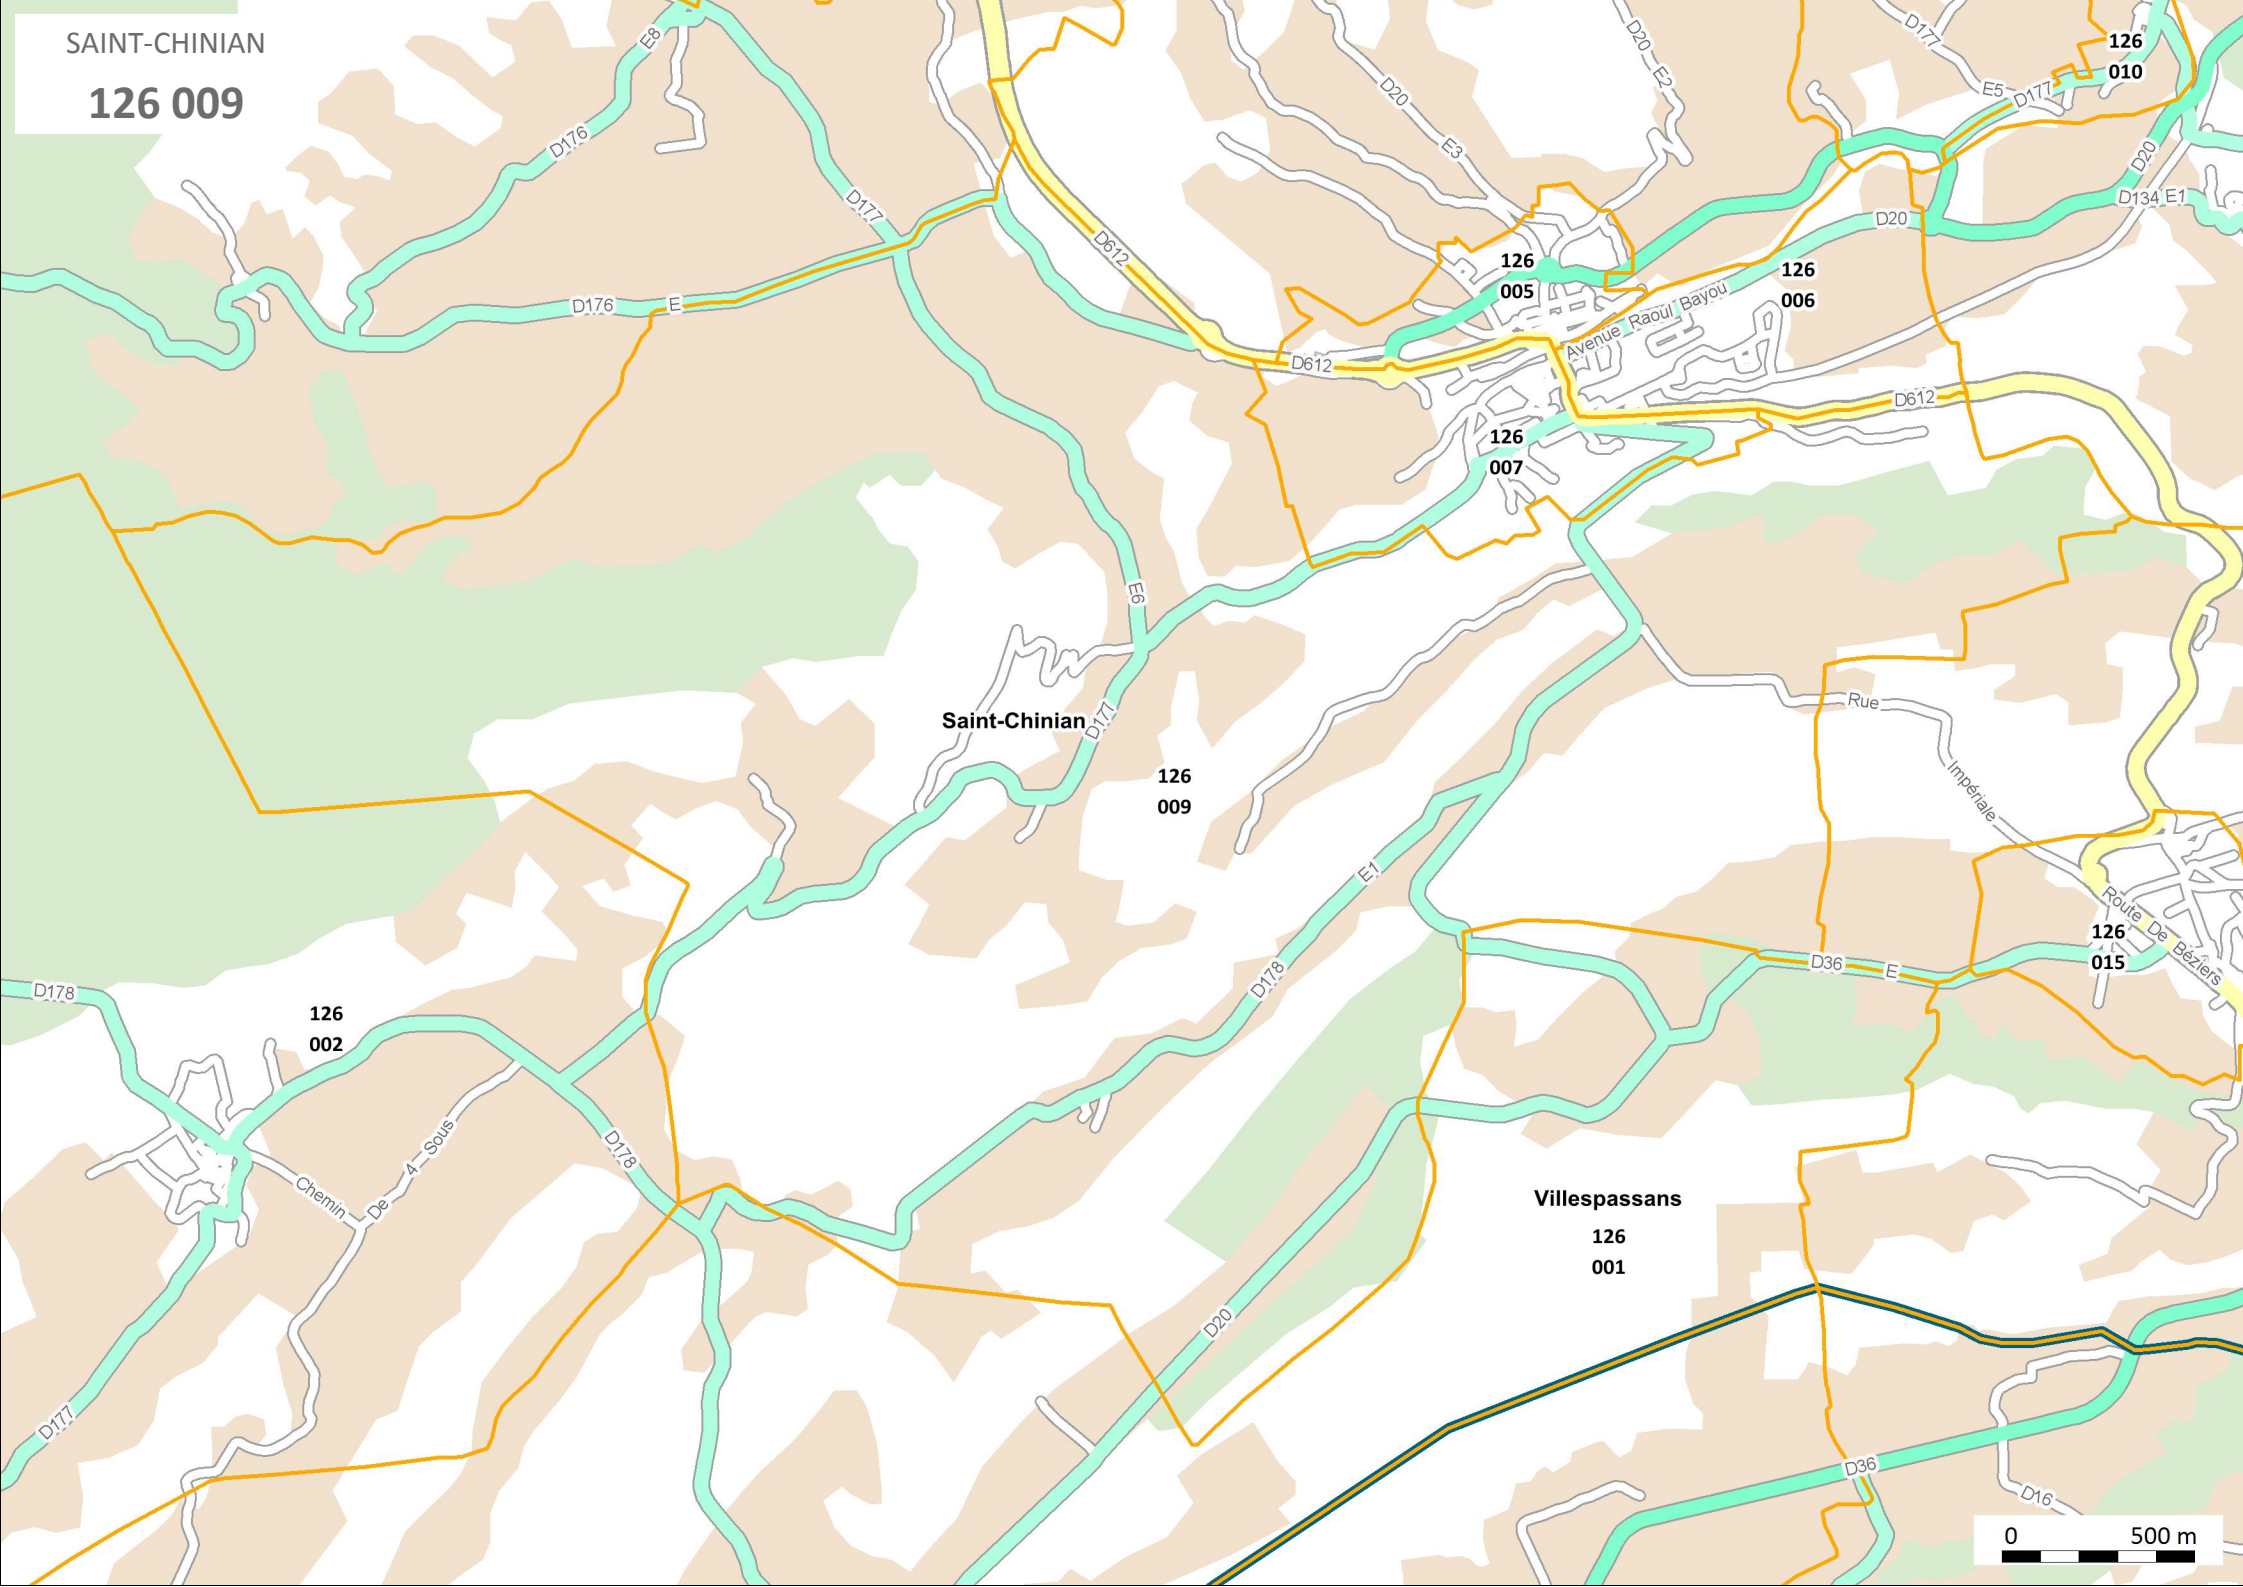 SAINT-CHINIAN
126 009
E8
D176
D177
D612
D20
E3
D20
E2
D177
E5
D177
126
010
D20
D134 E1
D20
126
005
126
006
Avenue Raoul Bayou
D176
E
D612
D612
126
007
E6
Saint-Chinian
D177
126
009
Rue
Impériale
E1
D178
Route De Béziers
126
015
D36
E
D178
126
002
Chemin
De
4
Sous
D178
Villespassans
126
001
D20
D177
D36
D16
0
500 m